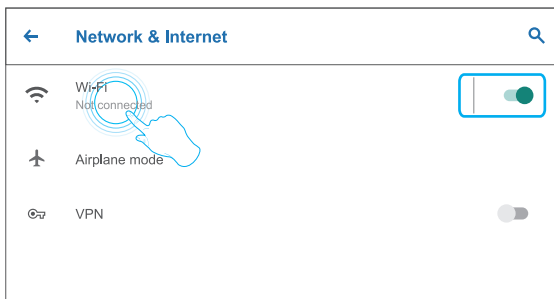 Network & Internet
Wi-Fi
Not connected
Airplane mode
VPN